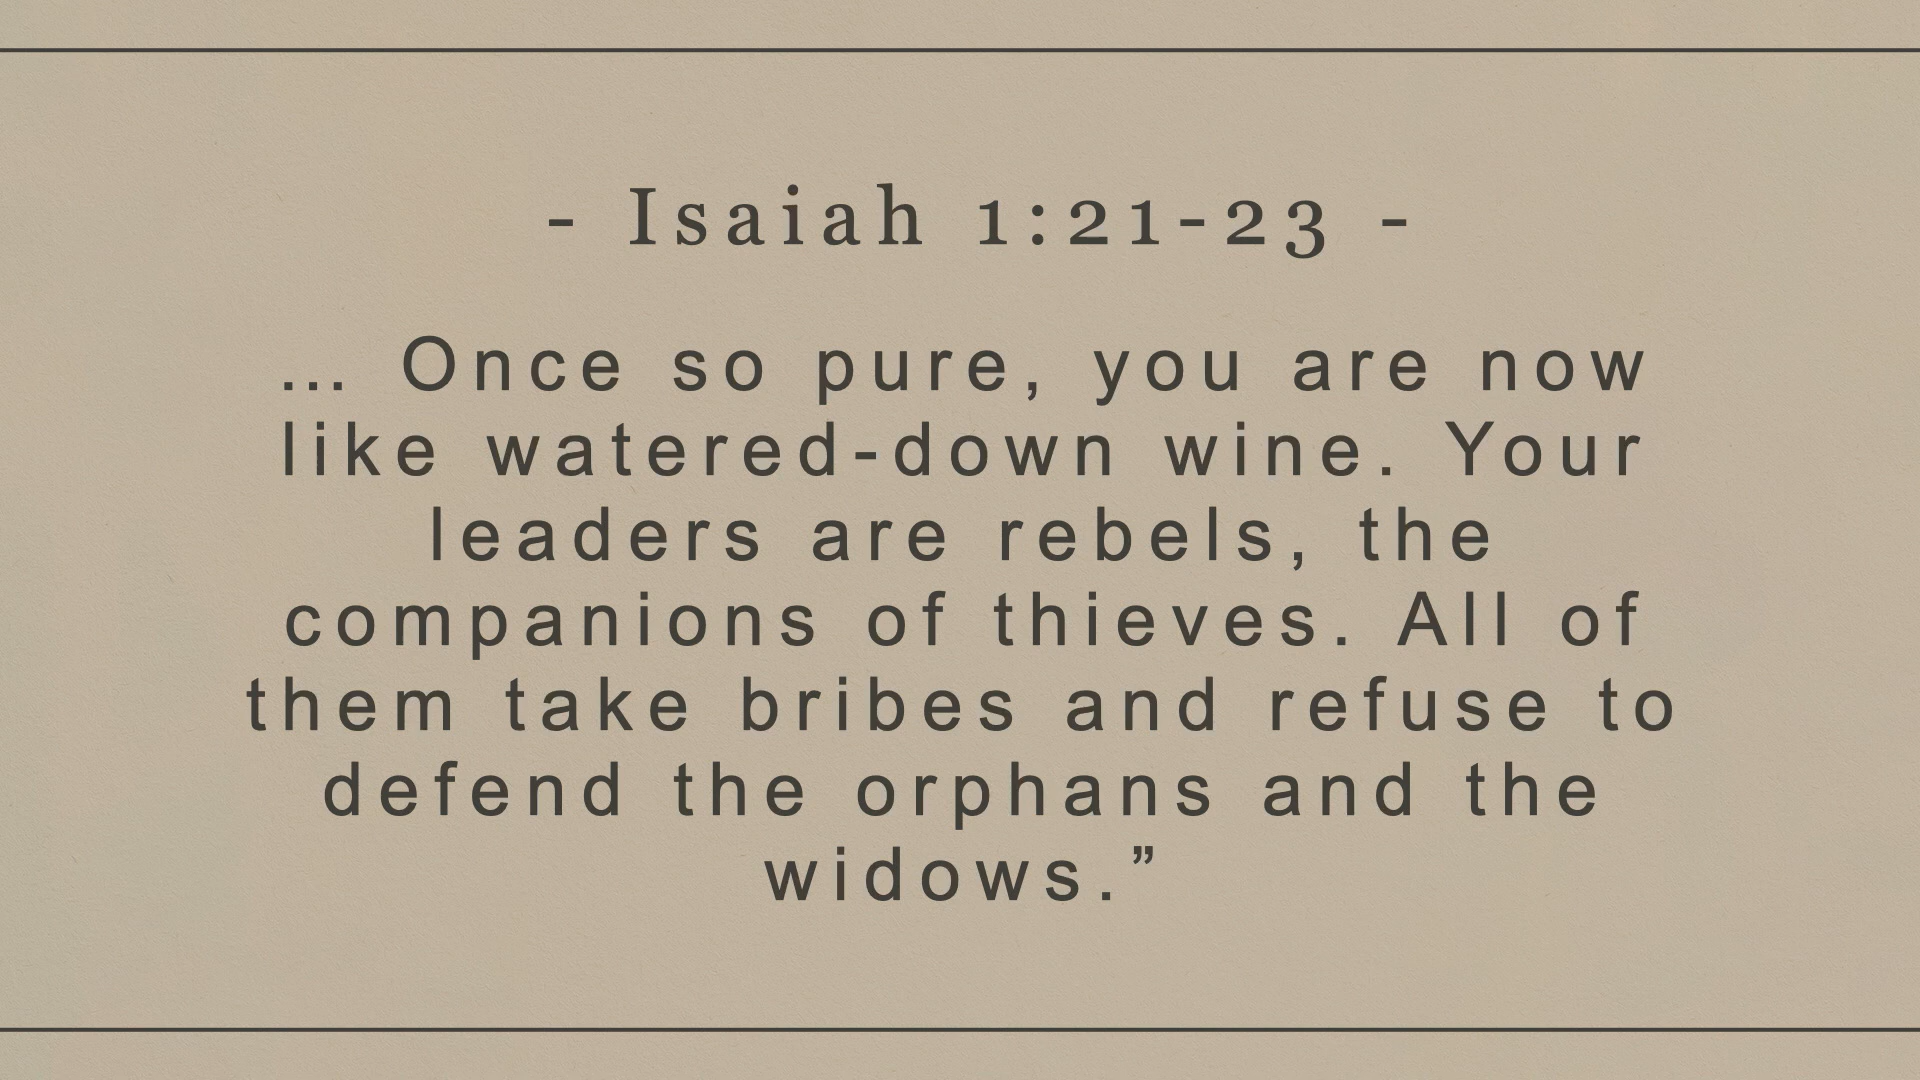 - Isaiah 1:21-23 -
... Once so pure, you are now
like watered-down wine. Your
leaders are rebels, the
companions of thieves. All of
them take bribes and refuse to
defend the orphans and the
widows.”